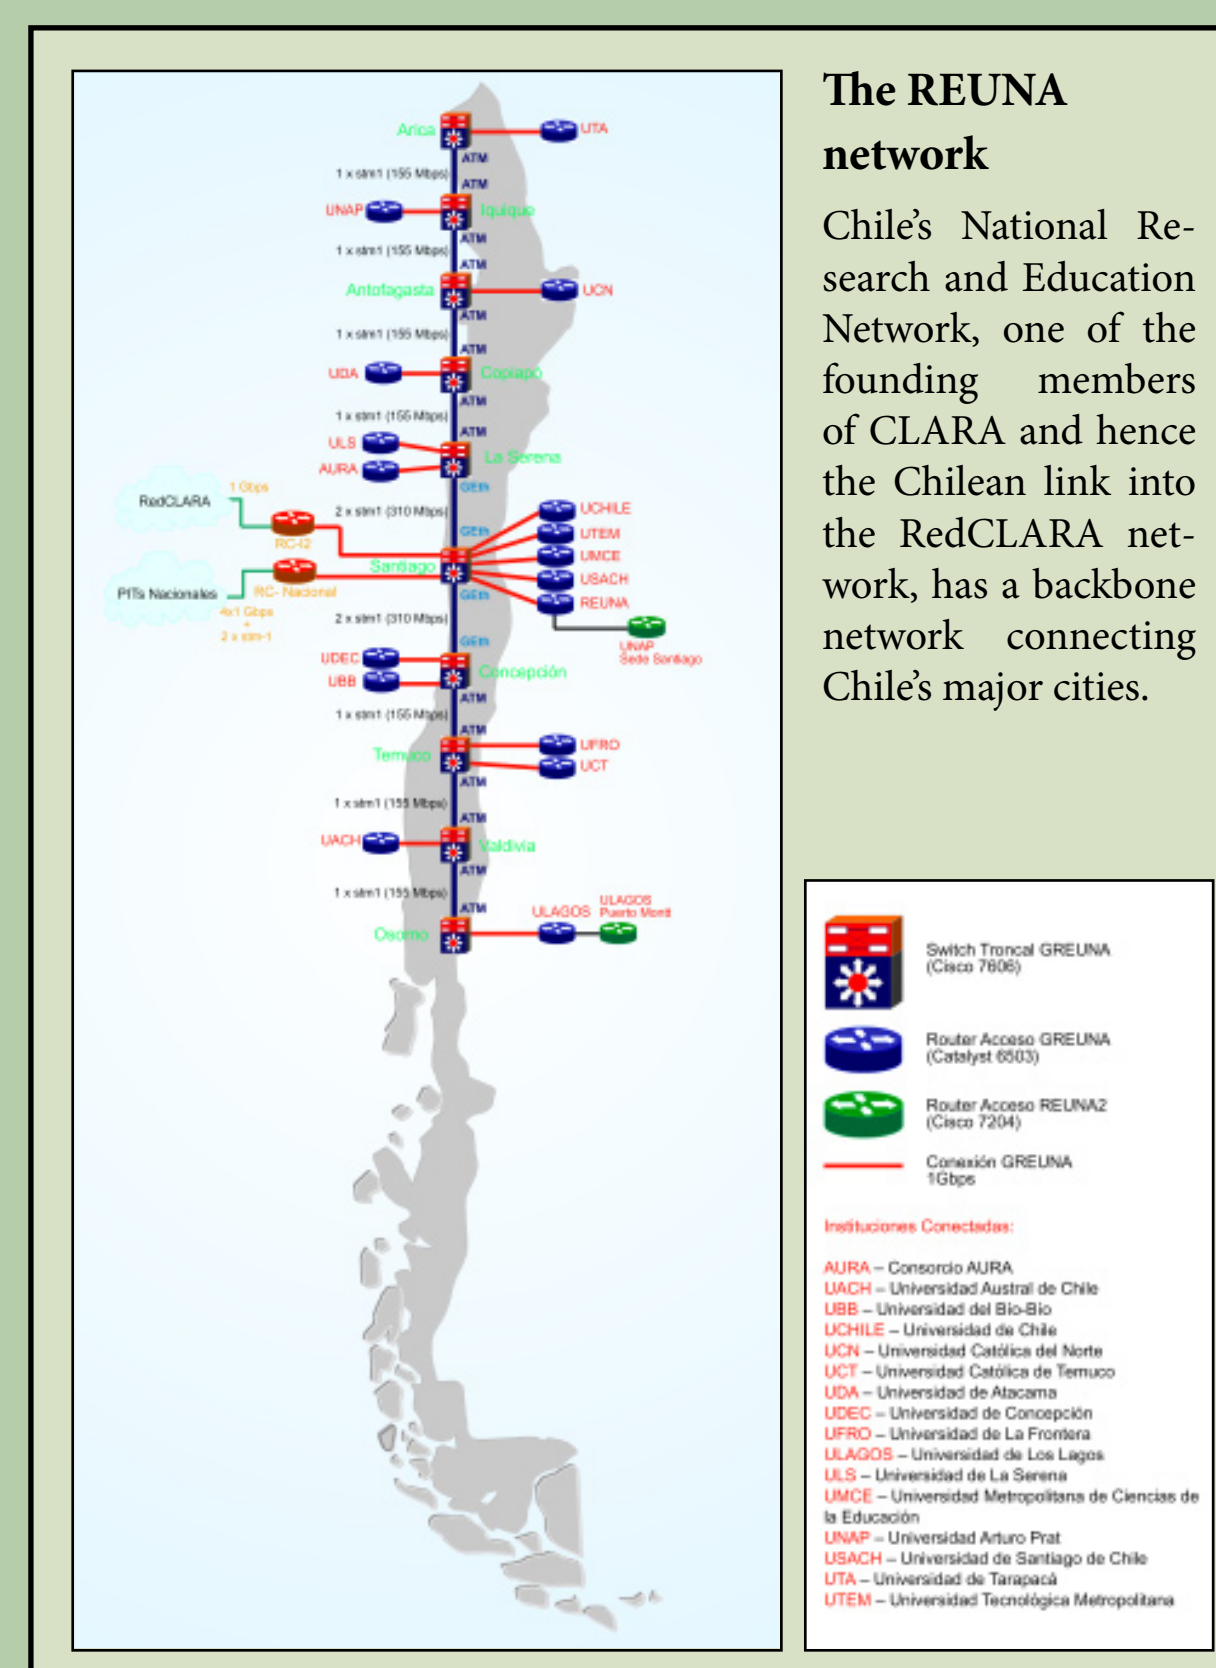 The REUNA
network
Chile's National Re-
search and Education
Network, one of the
founding members
of CLARA and hence
the Chilean link into
the RedCLARA net-
work, has a backbone
network connecting
Chile's major cities.
Arica
UTA
ATM
1 x stm1 (155 Mbps)
ATM
UNAP
Iquique
ATM
1 x stm1 (155 Mbps)
ATM
Antofagasta
UCN
ATM
1 x stm1 (155 Mbps)
ATM
UDA
Copiapó
ATM
1 x stm1 (155 Mbps)
ATM
ULS
La Serena
AURA
GEth
1 Gbps
RedCLARA
2 x stm1 (310 Mbps)
UCHILE
GEth
UTEM
RC-I2
UMCE
Santiago
USACH
PITs Nacionales
RC- Nacional
GEth
REUNA
4x1 Gbps
+
2 x stm-1
2 x stm1 (310 Mbps)
GEth
UNAP
Sede Santiago
UDEC
Concepción
UBB
ATM
1 x stm1 (155 Mbps)
ATM
UFRO
Temuco
UCT
ATM
1 x stm1 (155 Mbps)
ATM
UACH
Valdivia
ATM
1 x stm1 (155 Mbps)
ATM
ULAGOS
ULAGOS
Puerto Montt
Osorno
Switch Troncal GREUNA
(Cisco 7606)
Router Acceso GREUNA
(Catalyst 6503)
Router Acceso REUNA2
(Cisco 7204)
Conexión GREUNA
1Gbps
Instituciones Conectadas:
AURA – Consorcio AURA
UACH – Universidad Austral de Chile
UBB – Universidad del Bio-Bio
UCHILE – Universidad de Chile
UCN – Universidad Católica del Norte
UCT – Universidad Católica de Temuco
UDA – Universidad de Atacama
UDEC – Universidad de Concepción
UFRO – Universidad de La Frontera
ULAGOS – Universidad de Los Lagos
ULS – Universidad de La Serena
UMCE – Universidad Metropolitana de Ciencias de
la Educación
UNAP – Universidad Arturo Prat
USACH – Universidad de Santiago de Chile
UTA – Universidad de Tarapacá
UTEM – Universidad Tecnológica Metropolitana